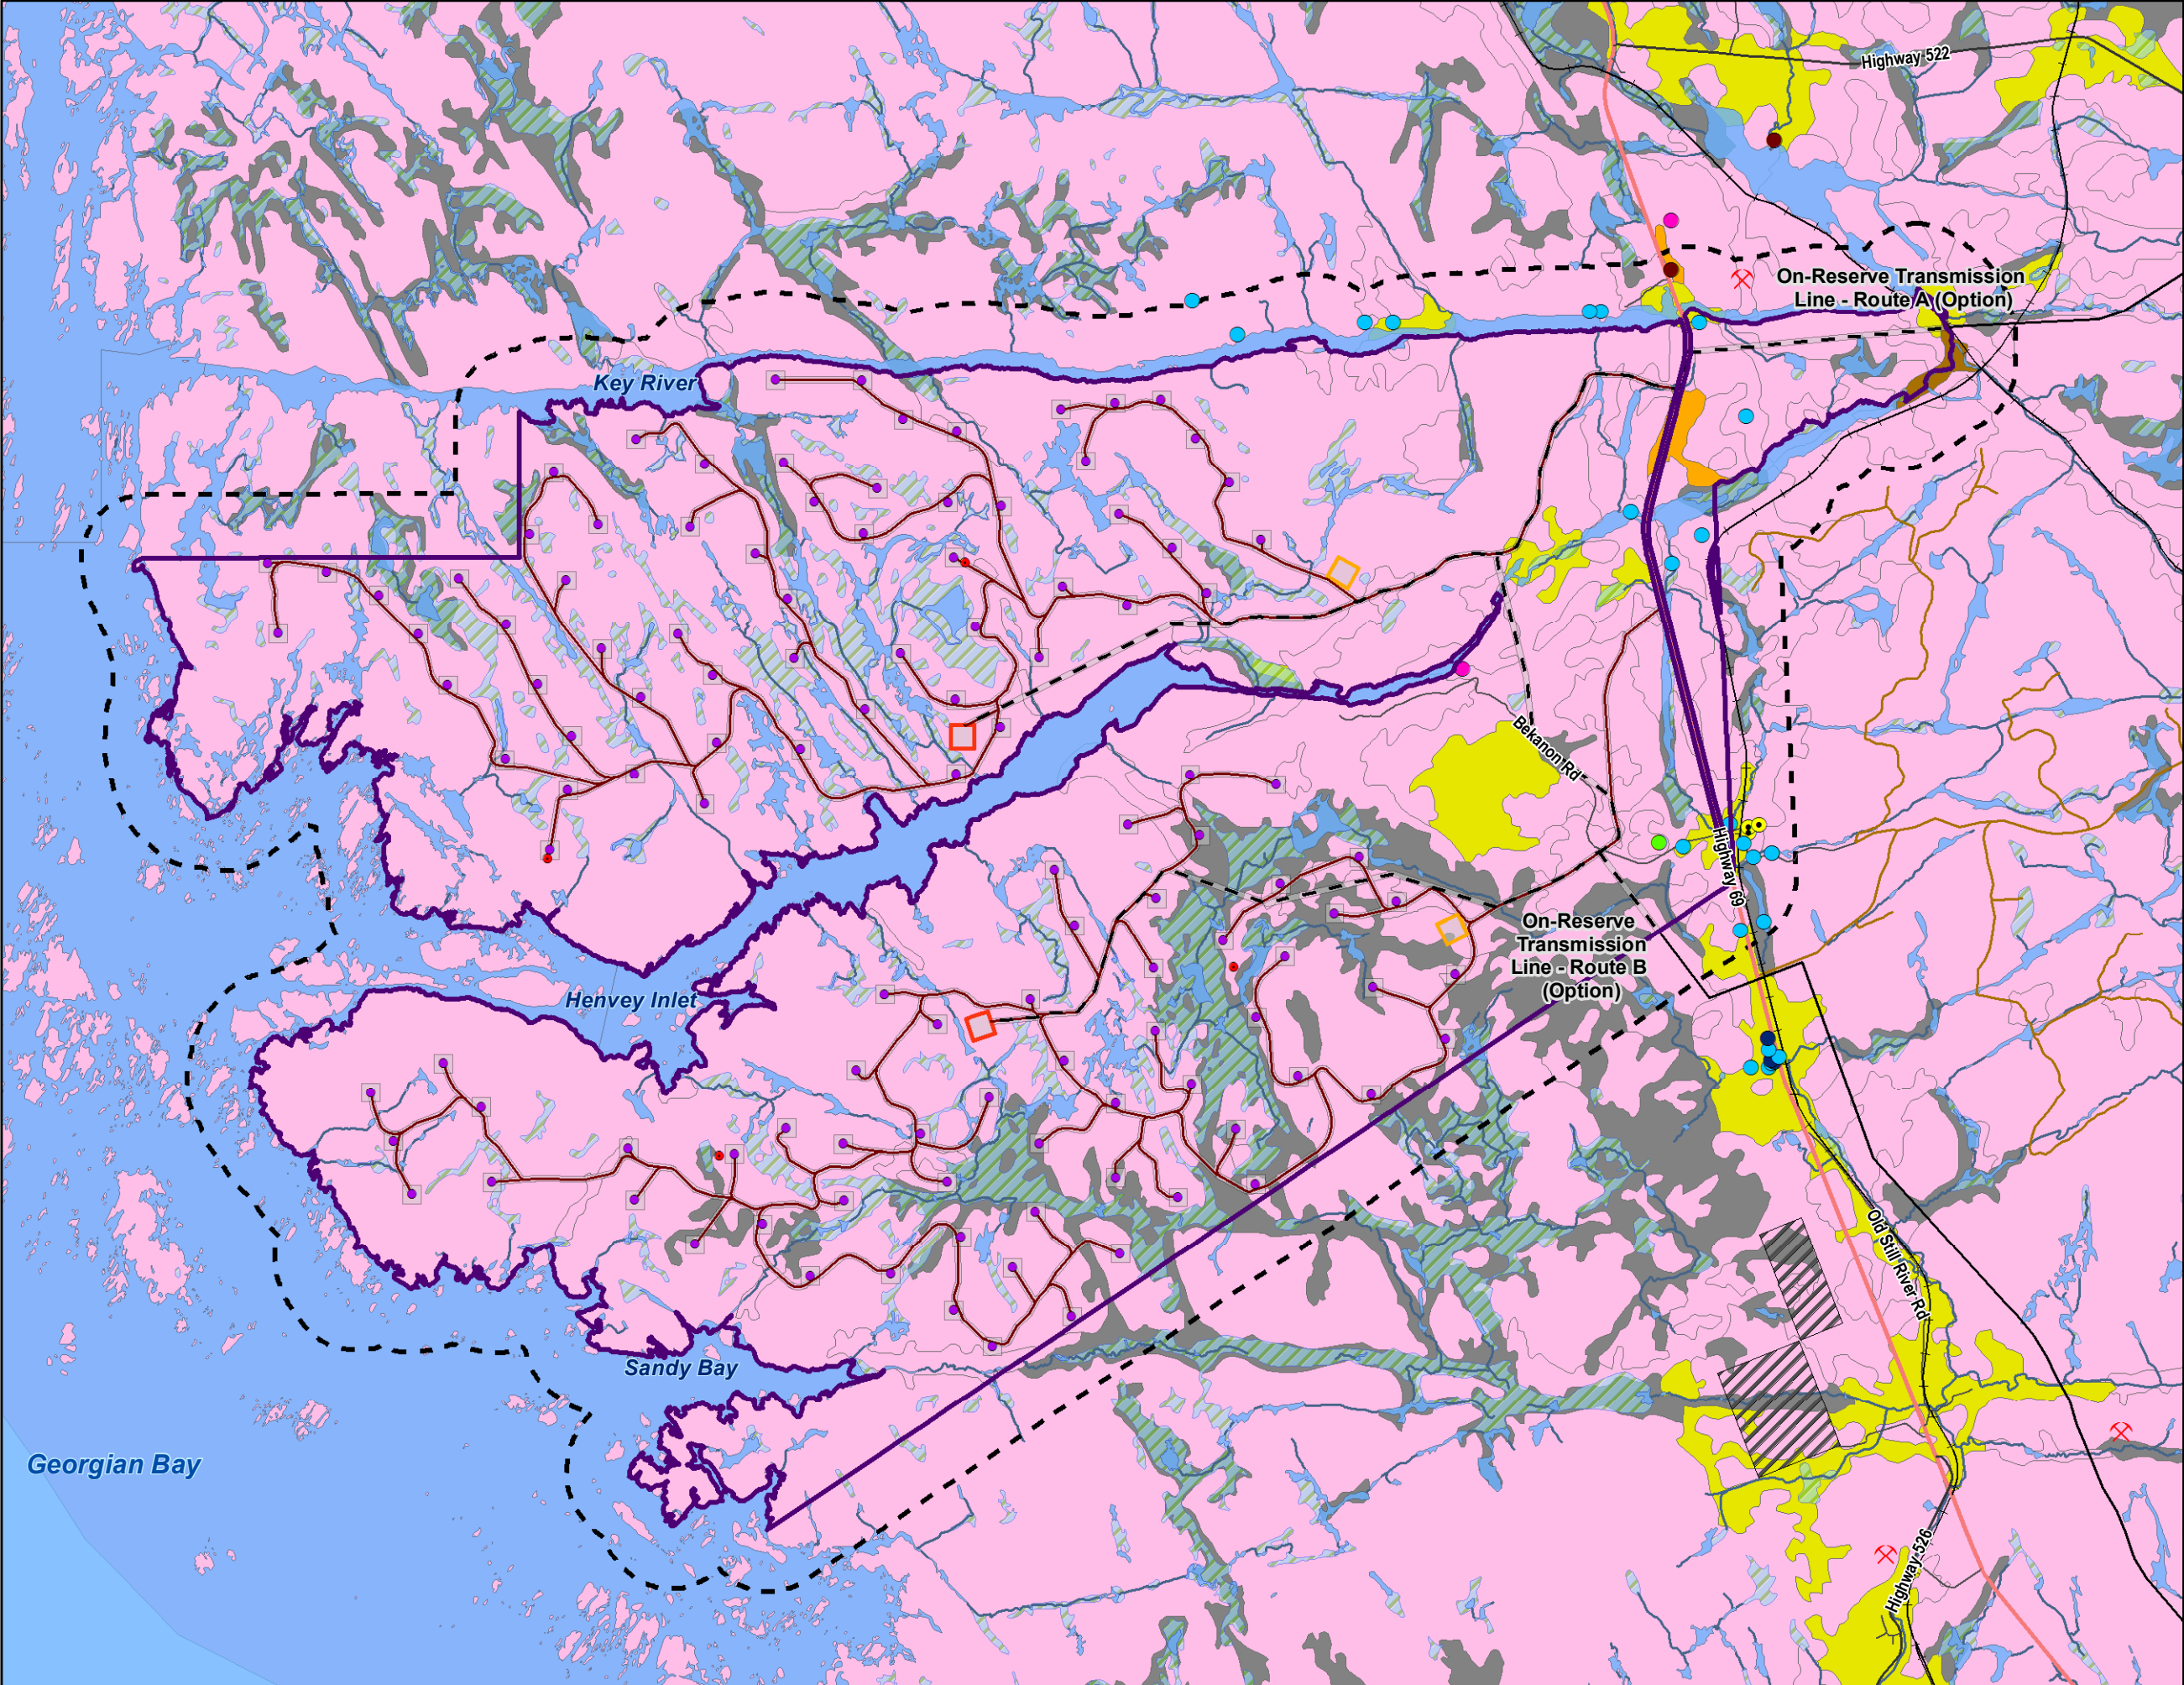 Highway 522
On-Reserve Transmission
Line - Route A (Option)
Key River
Bekanon Rd
Highway 69
On-Reserve
Transmission
Line - Route B
(Option)
Henvey Inlet
Old Still River Rd
Sandy Bay
Georgian Bay
Highway 526